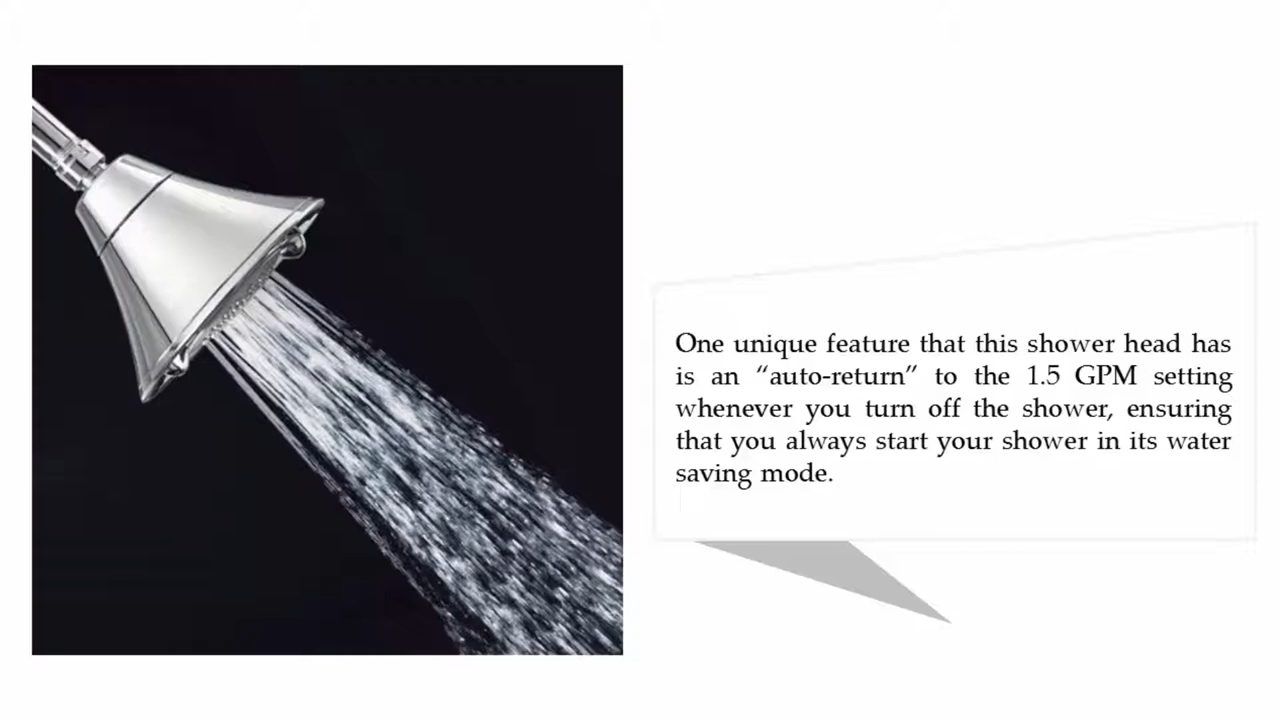 One unique feature that this shower head has
is an “auto-return” to the 1.5 GPM setting
whenever you turn off the shower, ensuring
that you always start your shower in its water
saving mode.